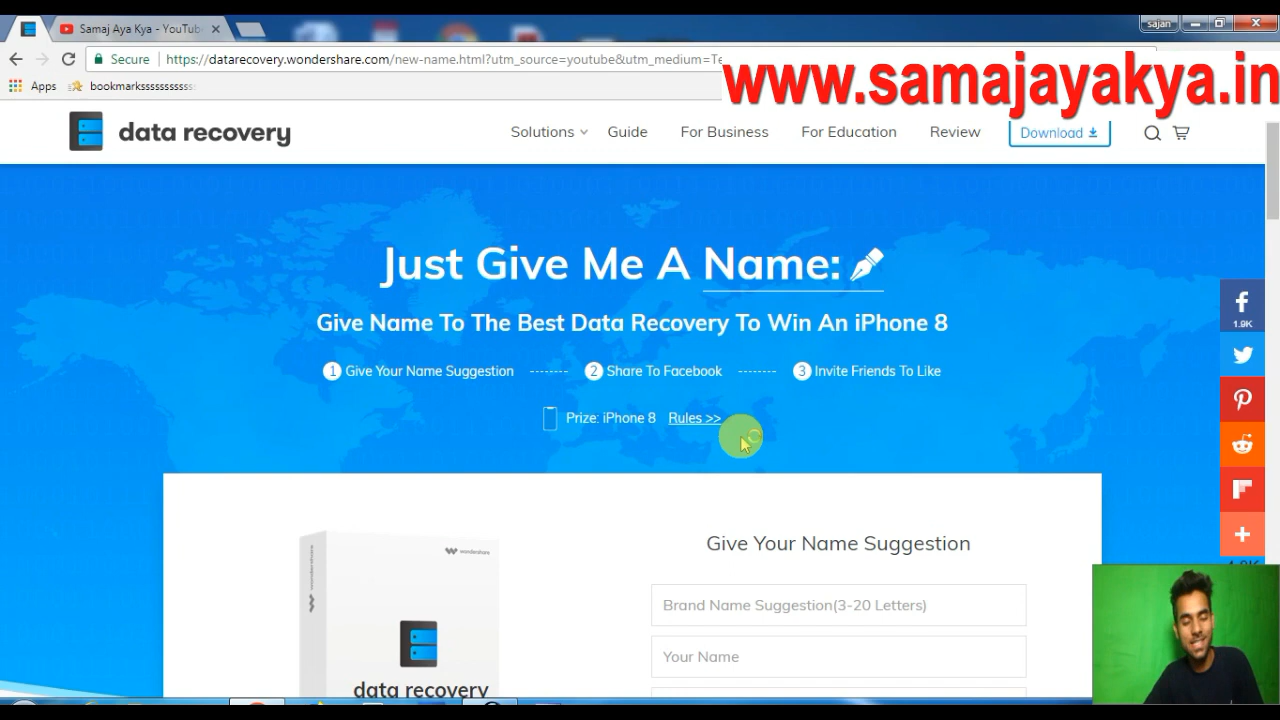 Samaj Aya Kya - YouTube
sajan
Secure https://datarecovery.wondershare.com/new-name.html?utm_source=youtube&utm_medium=Te
www.samajayakya.in
Apps bookmarksssssssssss
data recovery
Solutions Guide For Business For Education Review Download
Just Give Me A Name:
Give Name To The Best Data Recovery To Win An iPhone 8
1 Give Your Name Suggestion 2 Share To Facebook 3 Invite Friends To Like
Prize: iPhone 8 Rules >>
1.9K
Give Your Name Suggestion
wondershare
Brand Name Suggestion(3-20 Letters)
Your Name
data recovery